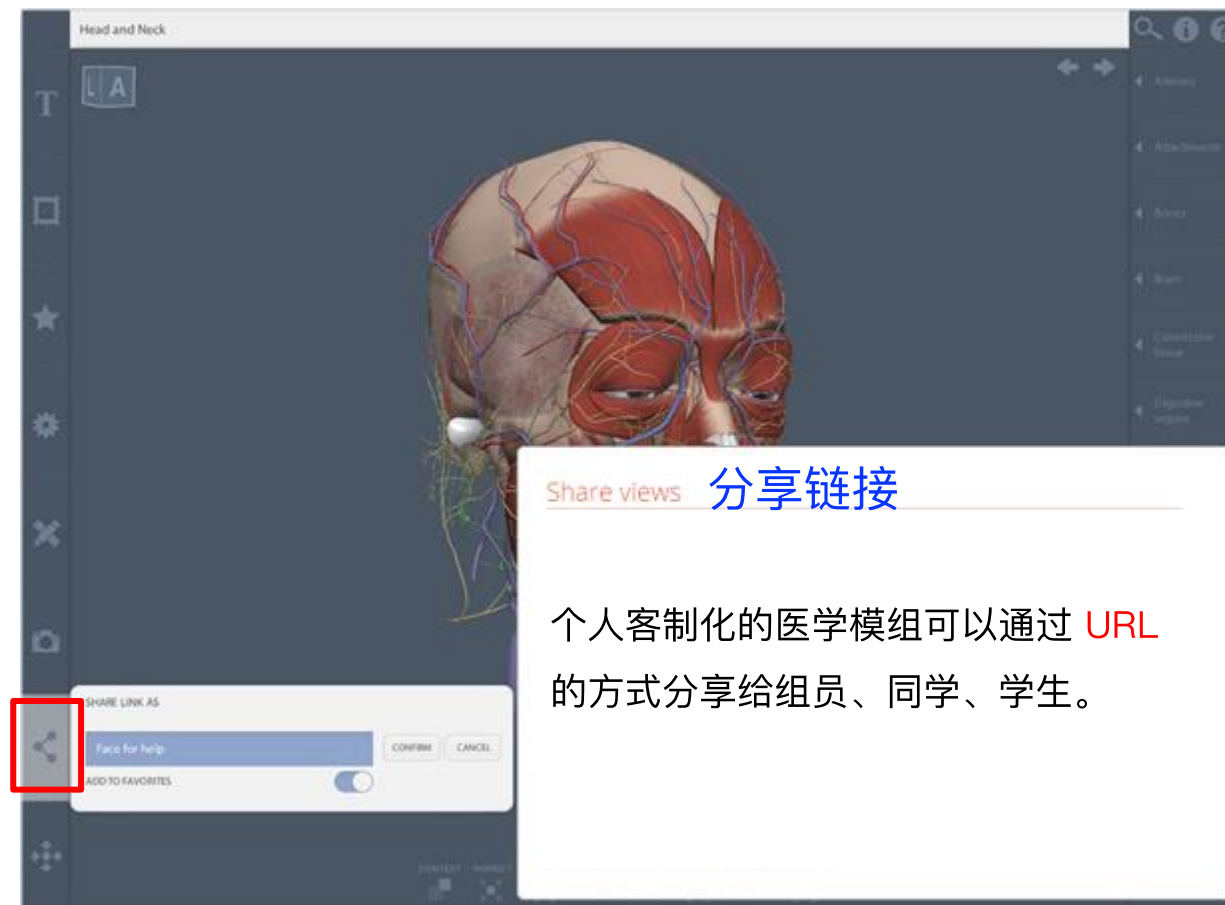 Head and Neck
T
L A
Arteries
Attachments
Bones
Brain
Connective
tissue
Digestive
organs
Share views 分享链接
个人客制化的医学模组可以通过 URL
的方式分享给组员、同学、学生。
SHARE LINK AS
Face for help
CONFIRM CANCEL
ADD TO FAVORITES